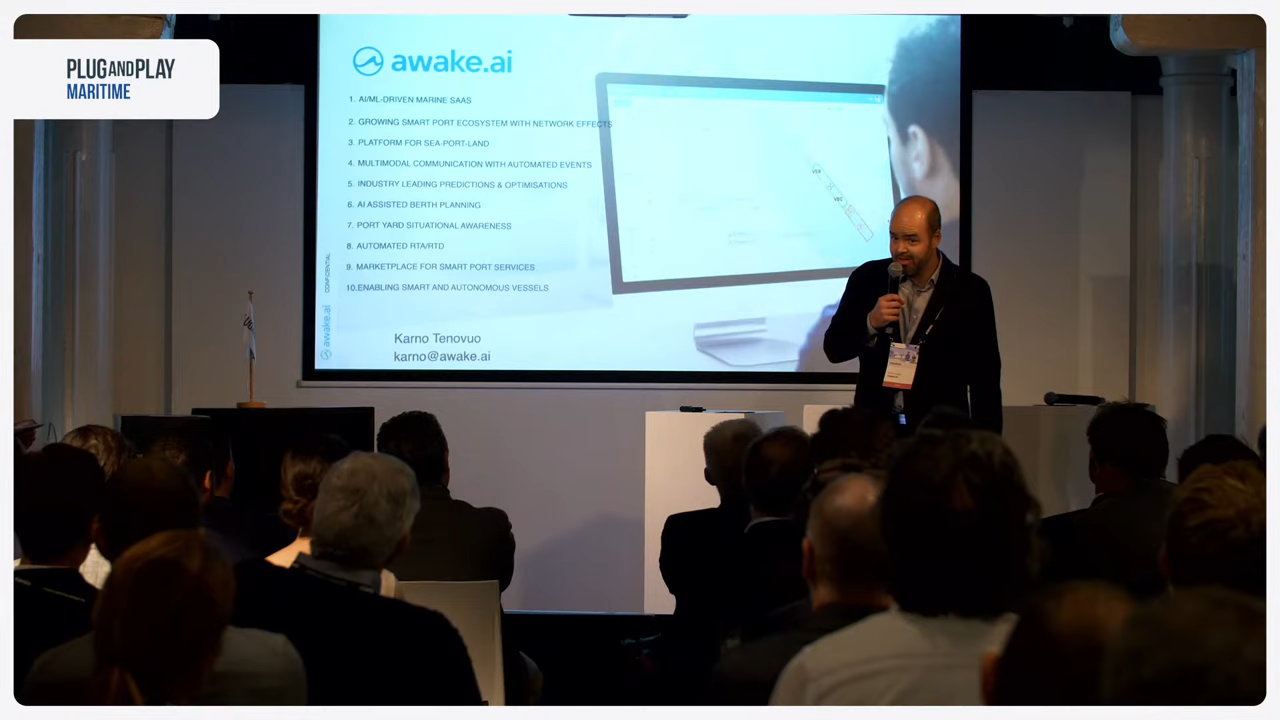 PLUGANDPLAY
MARITIME
awake.ai
1. AI/ML-DRIVEN MARINE SAAS
2. GROWING SMART PORT ECOSYSTEM WITH NETWORK EFFECTS
3. PLATFORM FOR SEA-PORT-LAND
4. MULTIMODAL COMMUNICATION WITH AUTOMATED EVENTS
5. INDUSTRY LEADING PREDICTIONS & OPTIMISATIONS
6. AI ASSISTED BERTH PLANNING
7. PORT YARD SITUATIONAL AWARENESS
8. AUTOMATED RTA/RTD
9. MARKETPLACE FOR SMART PORT SERVICES
10.ENABLING SMART AND AUTONOMOUS VESSELS
Karno Tenovuo
karno@awake.ai
awake.ai CONFIDENTIAL